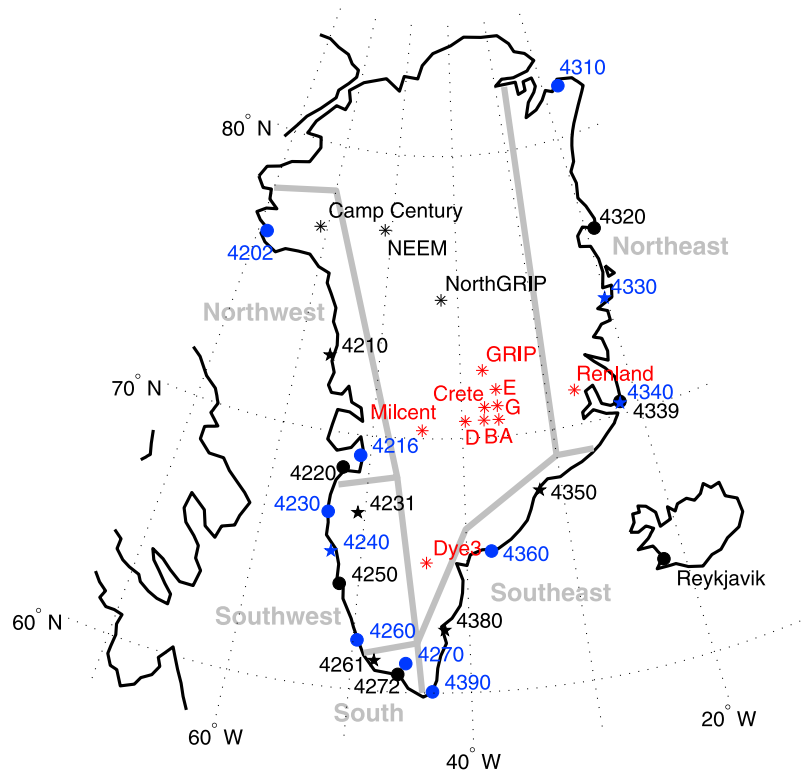 4310
80° N
Camp Century
4320
4202
NEEM
Northeast
NorthGRIP
4330
Northwest
4210
GRIP
70° N
Renland
Crete
E
4340
Milcent
G
4339
D
B
A
4216
4220
4350
4230
4231
4240
Dye3
4360
4250
Reykjavik
Southeast
60° N
Southwest
4260
4380
4261
4270
4272
4390
South
20° W
60° W
40° W